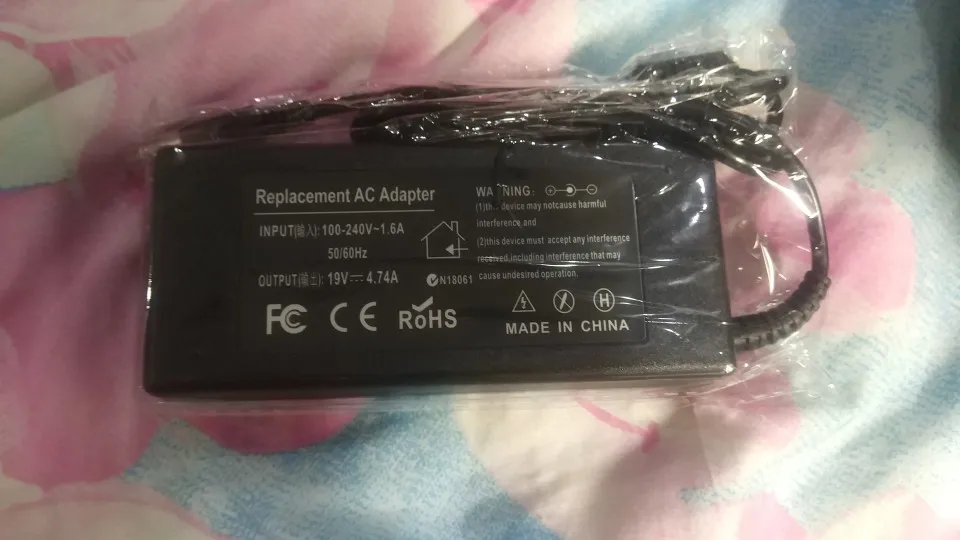 Replacement AC Adapter
INPUT(输入): 100-240V~1.6A
50/60Hz
OUTPUT(输出): 19V⎓4.74A
N18061
FC CE RoHS
WARNING:
(1)this device may notcause harmful
interference,and
(2)this device must accept any interference
received,including interference that may
cause undesired operation.
H
MADE IN CHINA